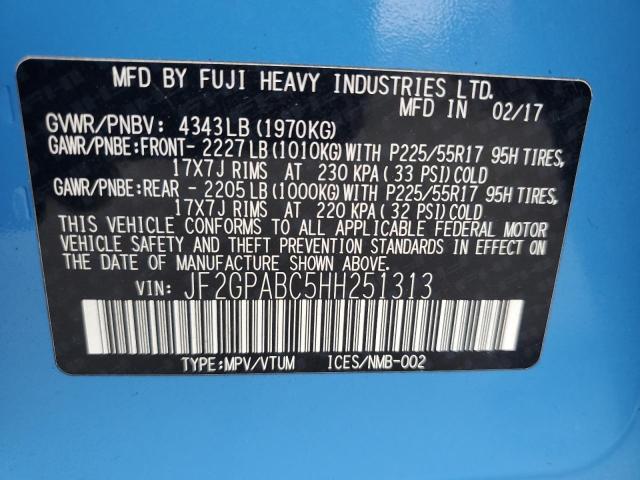 MFD BY FUJI HEAVY INDUSTRIES LTD.
MFD IN 02/17
GVWR/PNBV: 4343LB(1970KG)
GAWR/PNBE:FRONT- 2227LB(1010KG)WITH P225/55R17 95H TIRES,
17X7J RIMS AT 230 KPA(33 PSI)COLD
GAWR/PNBE:REAR - 2205LB(1000KG)WITH P225/55R17 95H TIRES,
17X7J RIMS AT 220 KPA(32 PSI)COLD
THIS VEHICLE CONFORMS TO ALL APPLICABLE FEDERAL MOTOR
VEHICLE SAFETY AND THEFT PREVENTION STANDARDS IN EFFECT ON
THE DATE OF MANUFACTURE SHOWN ABOVE.
VIN: JF2GPABC5HH251313
TYPE:MPV/VTUM ICES/NMB-002